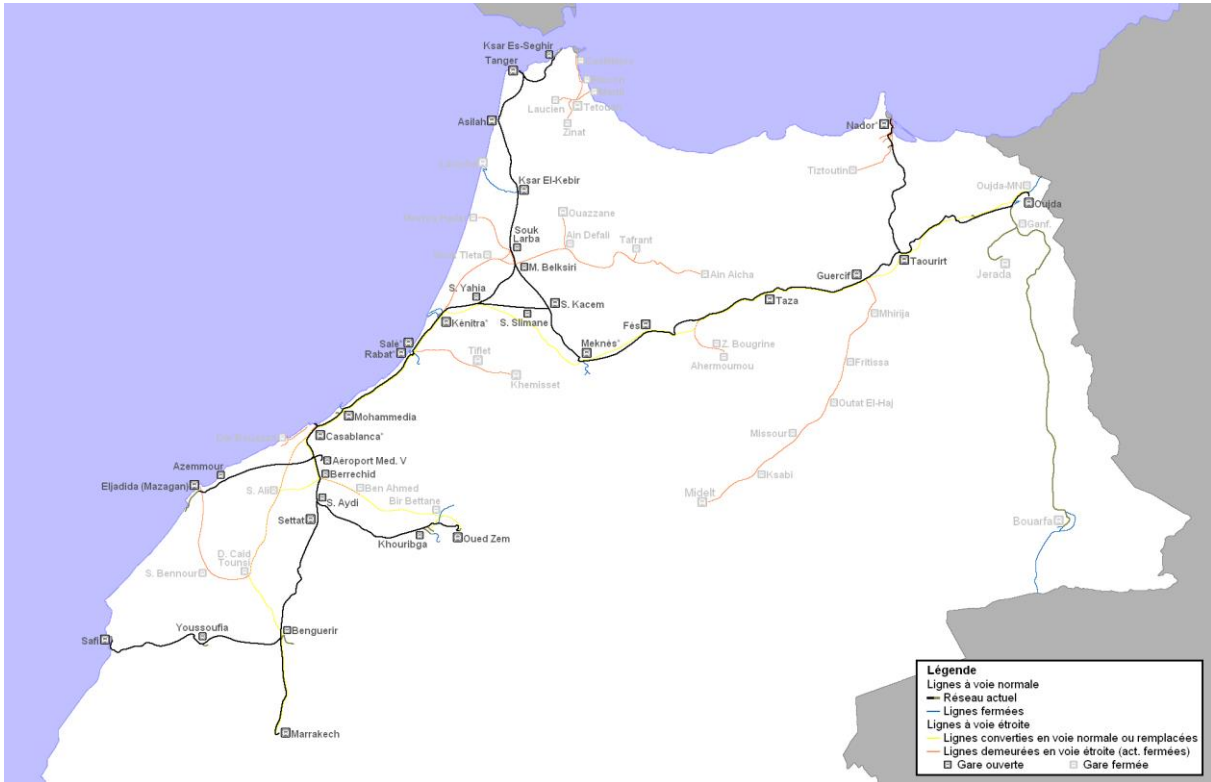 Ksar Es-Seghir
Tanger
Laucien
Tetouan
Zinat
Asilah
Nador*
Tiztoutin
Ksar El-Kebir
Oujda-MN
Oujda
Ouazzane
Ganf.
Souk
Larba
Ain Defali
Tafrant
M. Belksiri
Ain Aicha
Guercif
Taourirt
Jerada
S. Yahia
S. Kacem
Taza
S. Slimane
Mhirija
Kénitra*
Fès
Salé*
Rabat*
Meknès*
Z. Bougrine
Tiflet
Ahermoumou
Fritissa
Khemisset
Outat El-Haj
Mohammedia
Casablanca*
Missour
Aéroport Med. V
Azemmour
Berrechid
Ksabi
Eljadida (Mazagan)
S. Ali
Ben Ahmed
S. Aydi
Bir Bettane
Midelt
Settat
Bouarfa
Khouribga
Oued Zem
D. Caid
Tounsi
S. Bennour
Youssoufia
Benguerir
Safi
Marrakech
Légende
Lignes à voie normale
Réseau actuel
Lignes fermées
Lignes à voie étroite
Lignes converties en voie normale ou remplacées
Lignes demeurées en voie étroite (act. fermées)
Gare ouverte
Gare fermée